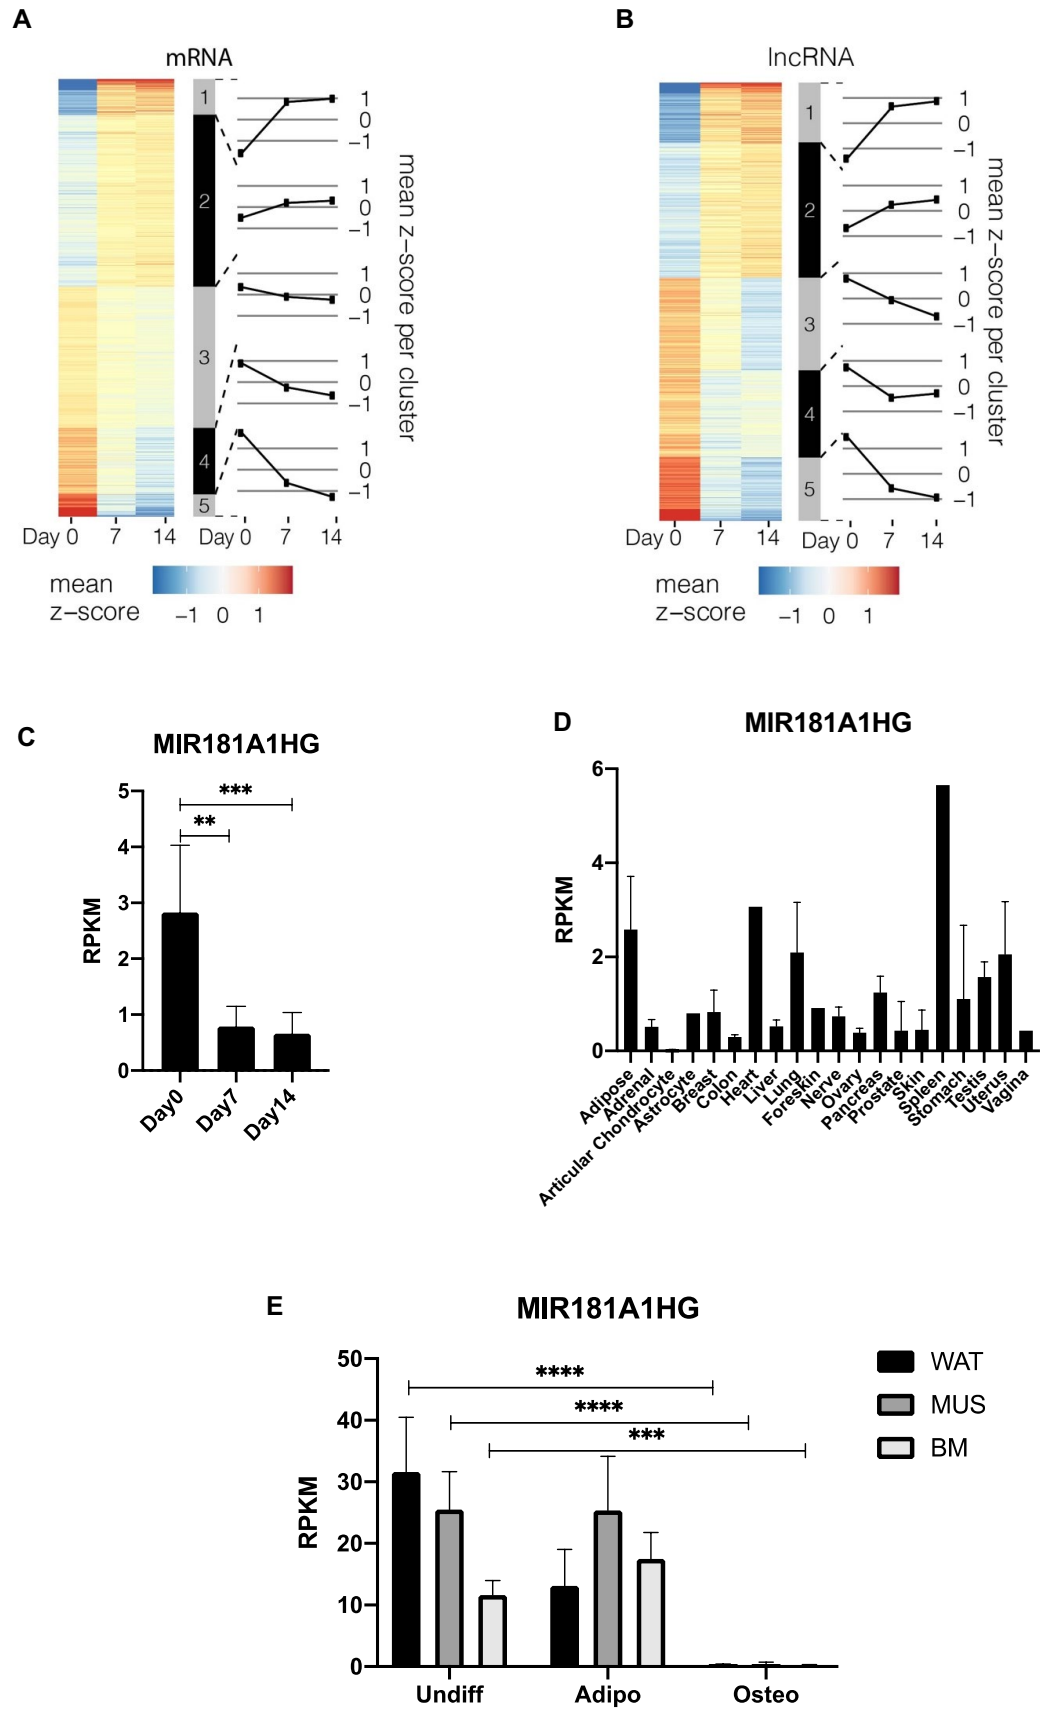 A
mRNA
1
2
3
4
5
1
0
−1
1
0
−1
1
0
−1
1
0
−1
1
0
−1
mean z−score per cluster
Day 0 7 14
Day 0 7 14
mean
z−score
−1 0 1
B
lncRNA
1
2
3
4
5
1
0
−1
1
0
−1
1
0
−1
1
0
−1
1
0
−1
mean z−score per cluster
Day 0 7 14
Day 0 7 14
mean
z−score
−1 0 1
C
MIR181A1HG
RPKM
5
4
3
2
1
0
***
**
Day0
Day7
Day14
D
MIR181A1HG
RPKM
6
4
2
0
Adipose
Adrenal
Articular Chondrocyte
Astrocyte
Breast
Colon
Heart
Liver
Lung
Foreskin
Nerve
Ovary
Pancreas
Prostate
Skin
Spleen
Stomach
Testis
Uterus
Vagina
E
MIR181A1HG
RPKM
50
40
30
20
10
0
****
****
***
Undiff
Adipo
Osteo
WAT
MUS
BM